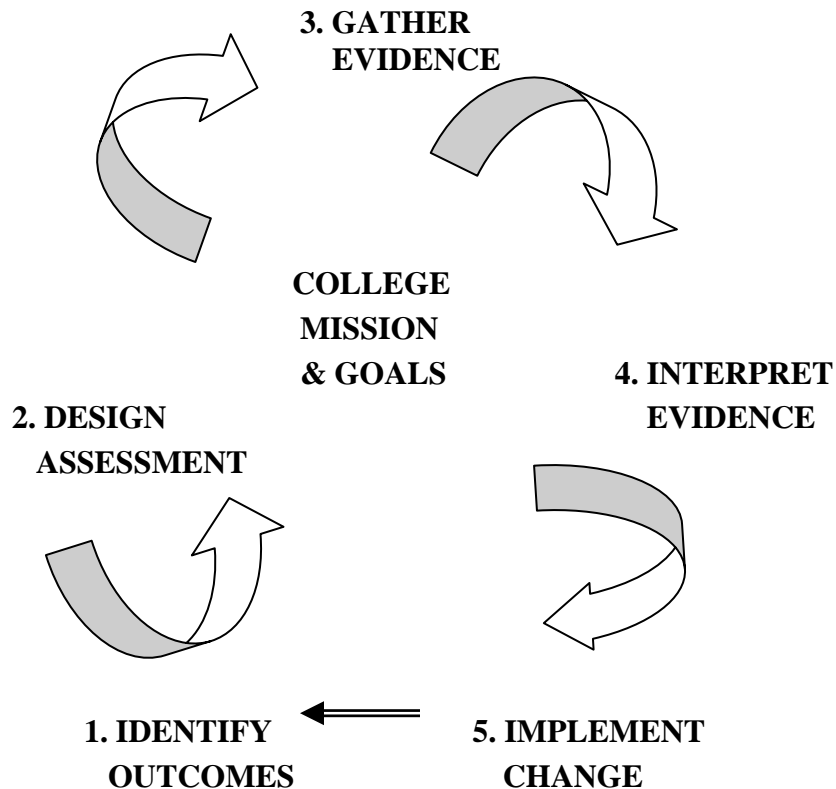 3. GATHER
EVIDENCE
COLLEGE
MISSION
& GOALS
4. INTERPRET
EVIDENCE
2. DESIGN
ASSESSMENT
1. IDENTIFY
OUTCOMES
5. IMPLEMENT
CHANGE